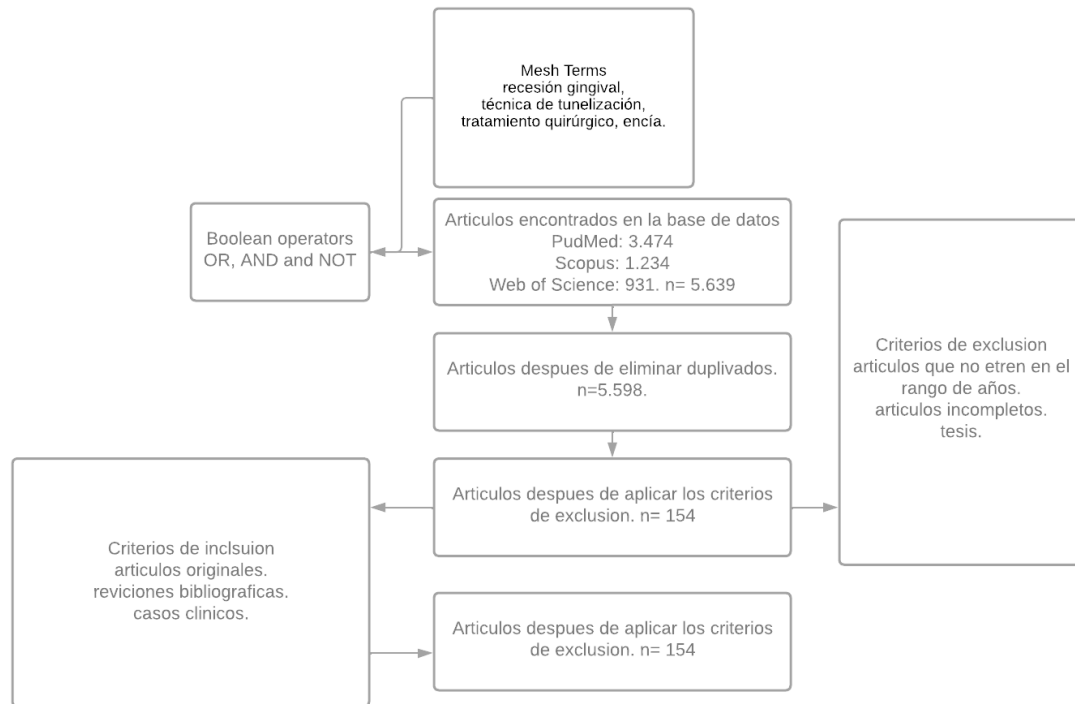 Mesh Terms
recesión gingival,
técnica de tunelización,
tratamiento quirúrgico, encía.
Boolean operators
OR, AND and NOT
Articulos encontrados en la base de datos
PudMed: 3.474
Scopus: 1.234
Web of Science: 931. n= 5.639
Articulos despues de eliminar duplivados.
n=5.598.
Criterios de exclusion
articulos que no etren en el
rango de años.
articulos incompletos.
tesis.
Articulos despues de aplicar los criterios
de exclusion. n= 154
Criterios de inclsuion
articulos originales.
reviciones bibliograficas.
casos clinicos.
Articulos despues de aplicar los criterios
de exclusion. n= 154